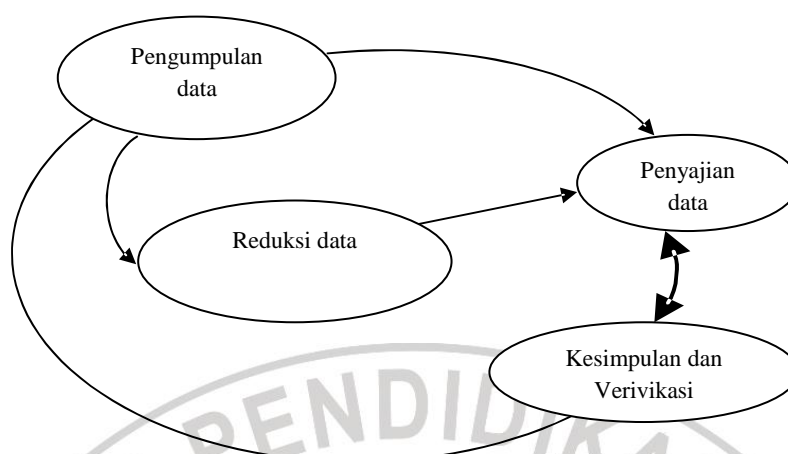 Pengumpulan
data
Penyajian
data
Reduksi data
Kesimpulan dan
Verivikasi
PENDIDIKA